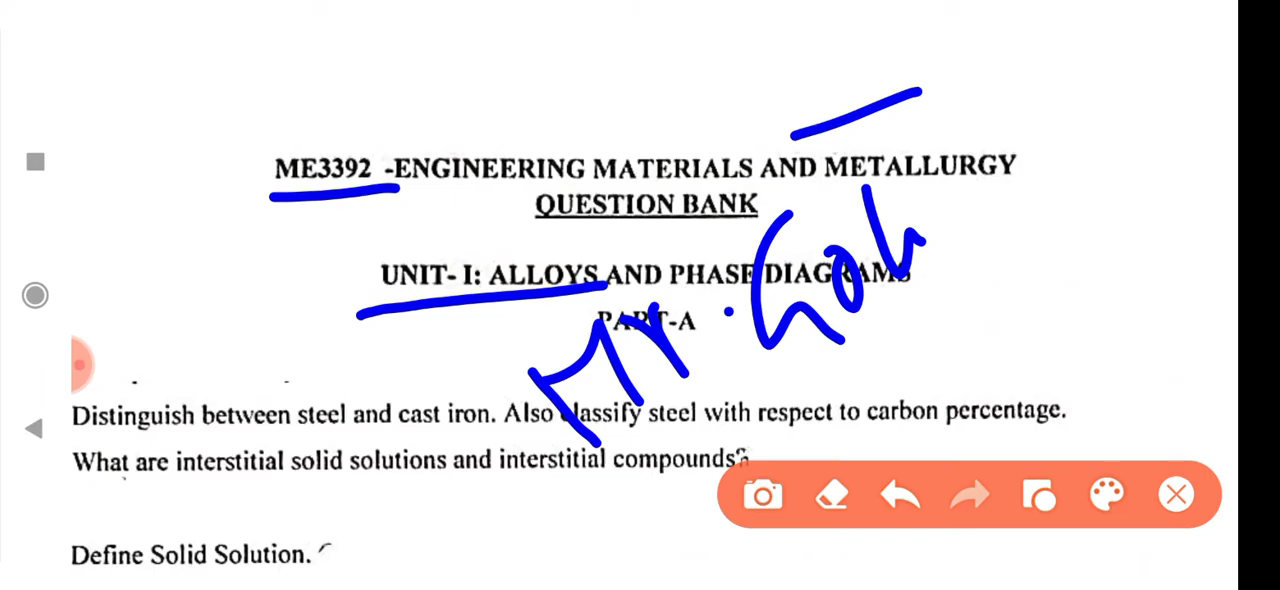 ME3392 -ENGINEERING MATERIALS AND METALLURGY
QUESTION BANK
UNIT- I: ALLOYS AND PHASE DIAGRAMS
PART-A
Mr.
Distinguish between steel and cast iron. Also classify steel with respect to carbon percentage.
What are interstitial solid solutions and interstitial compounds?
Define Solid Solution.